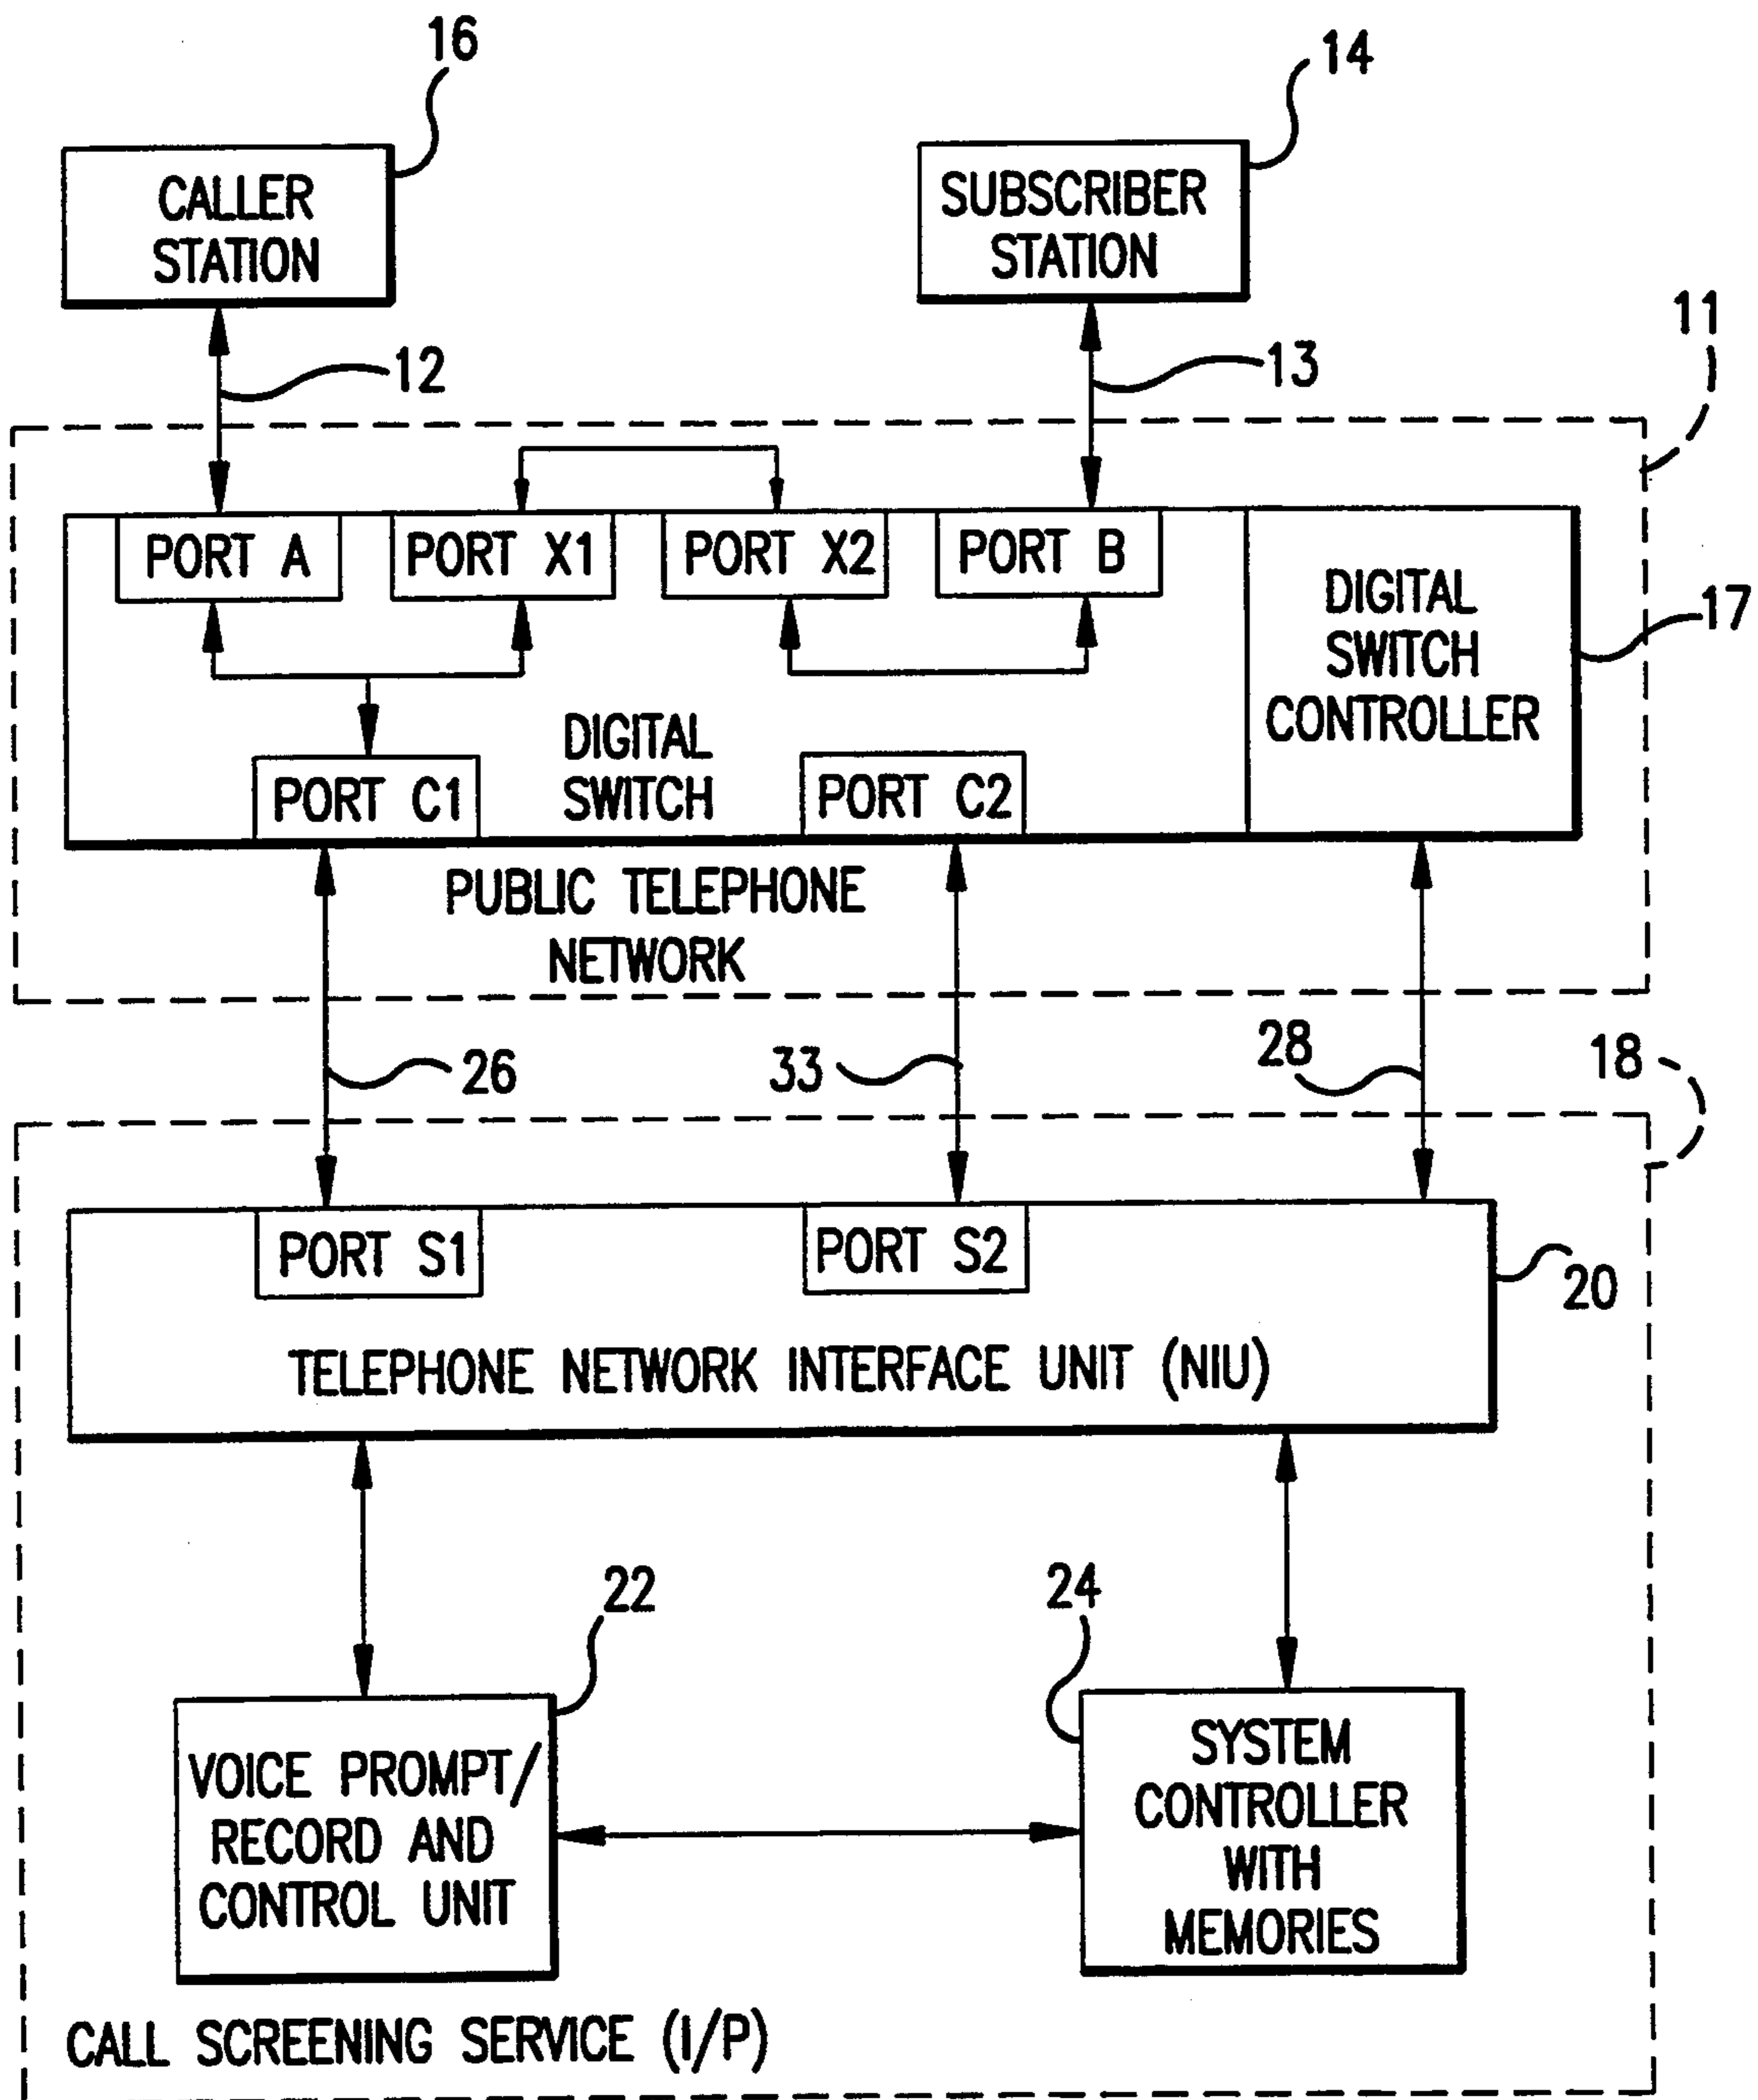 16
14
CALLER
STATION
SUBSCRIBER
STATION
11
12
13
PORT A
PORT X1
PORT X2
PORT B
DIGITAL
SWITCH
CONTROLLER
17
DIGITAL
SWITCH
PORT C1
PORT C2
PUBLIC TELEPHONE
NETWORK
26
33
28
18
PORT S1
PORT S2
20
TELEPHONE NETWORK INTERFACE UNIT (NIU)
22
24
VOICE PROMPT/
RECORD AND
CONTROL UNIT
SYSTEM
CONTROLLER
WITH
MEMORIES
CALL SCREENING SERVICE (I/P)